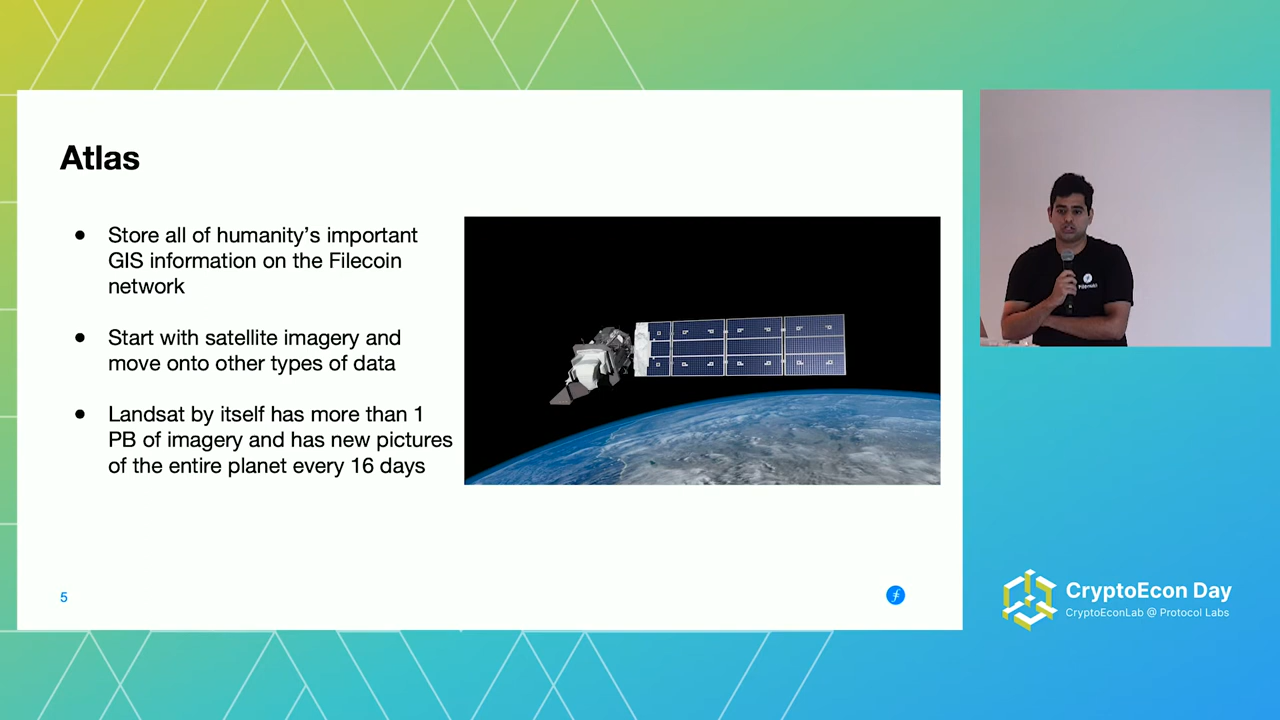 Atlas
● Store all of humanity's important
GIS information on the Filecoin
network
● Start with satellite imagery and
move onto other types of data
● Landsat by itself has more than 1
PB of imagery and has new pictures
of the entire planet every 16 days
5
CryptoEcon Day
CryptoEconLab @ Protocol Labs